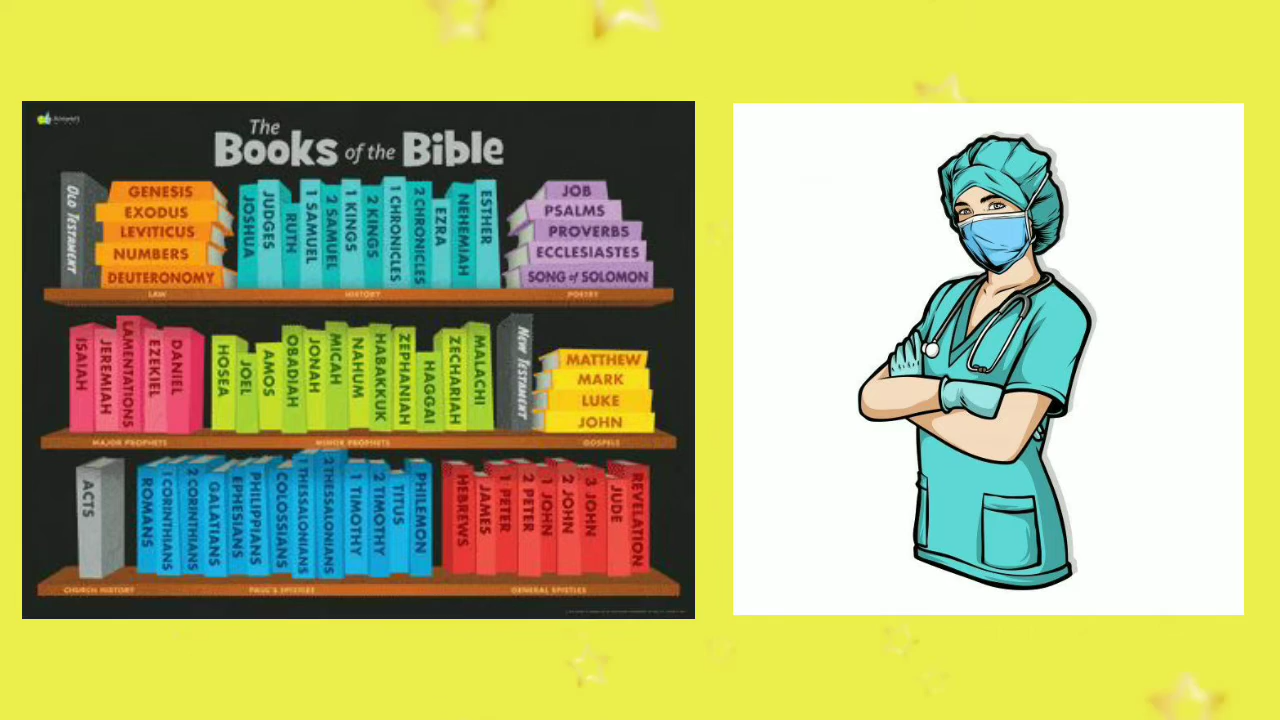 Answers
The
Books of the Bible
OLD TESTAMENT
GENESIS
EXODUS
LEVITICUS
NUMBERS
DEUTERONOMY
JOSHUA
JUDGES
RUTH
1 SAMUEL
2 SAMUEL
1 KINGS
2 KINGS
1 CHRONICLES
2 CHRONICLES
EZRA
NEHEMIAH
ESTHER
JOB
PSALMS
PROVERBS
ECCLESIASTES
SONG of SOLOMON
LAW
HISTORY
POETRY
ISAIAH
JEREMIAH
LAMENTATIONS
EZEKIEL
DANIEL
HOSEA
JOEL
AMOS
OBADIAH
JONAH
MICAH
NAHUM
HABAKKUK
ZEPHANIAH
HAGGAI
ZECHARIAH
MALACHI
NEW TESTAMENT
MATTHEW
MARK
LUKE
JOHN
MAJOR PROPHETS
MINOR PROPHETS
GOSPELS
ACTS
ROMANS
1 CORINTHIANS
2 CORINTHIANS
GALATIANS
EPHESIANS
PHILIPPIANS
COLOSSIANS
1 THESSALONIANS
2 THESSALONIANS
1 TIMOTHY
2 TIMOTHY
TITUS
PHILEMON
HEBREWS
JAMES
1 PETER
2 PETER
1 JOHN
2 JOHN
3 JOHN
JUDE
REVELATION
CHURCH HISTORY
PAUL'S EPISTLES
GENERAL EPISTLES